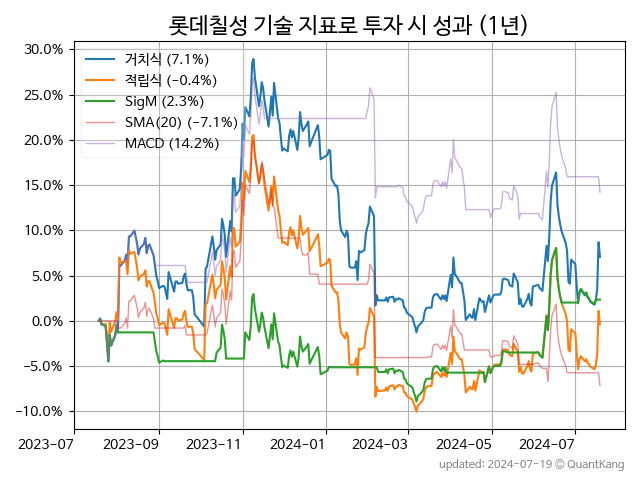 롯데칠성 기술 지표로 투자 시 성과 (1년)
30.0%
25.0%
20.0%
15.0%
10.0%
5.0%
0.0%
−5.0%
−10.0%
거치식 (7.1%)
적립식 (−0.4%)
SigM (2.3%)
SMA(20) (−7.1%)
MACD (14.2%)
2023-07 2023-09 2023-11 2024-01 2024-03 2024-05 2024-07
updated: 2024-07-19 © QuantKang